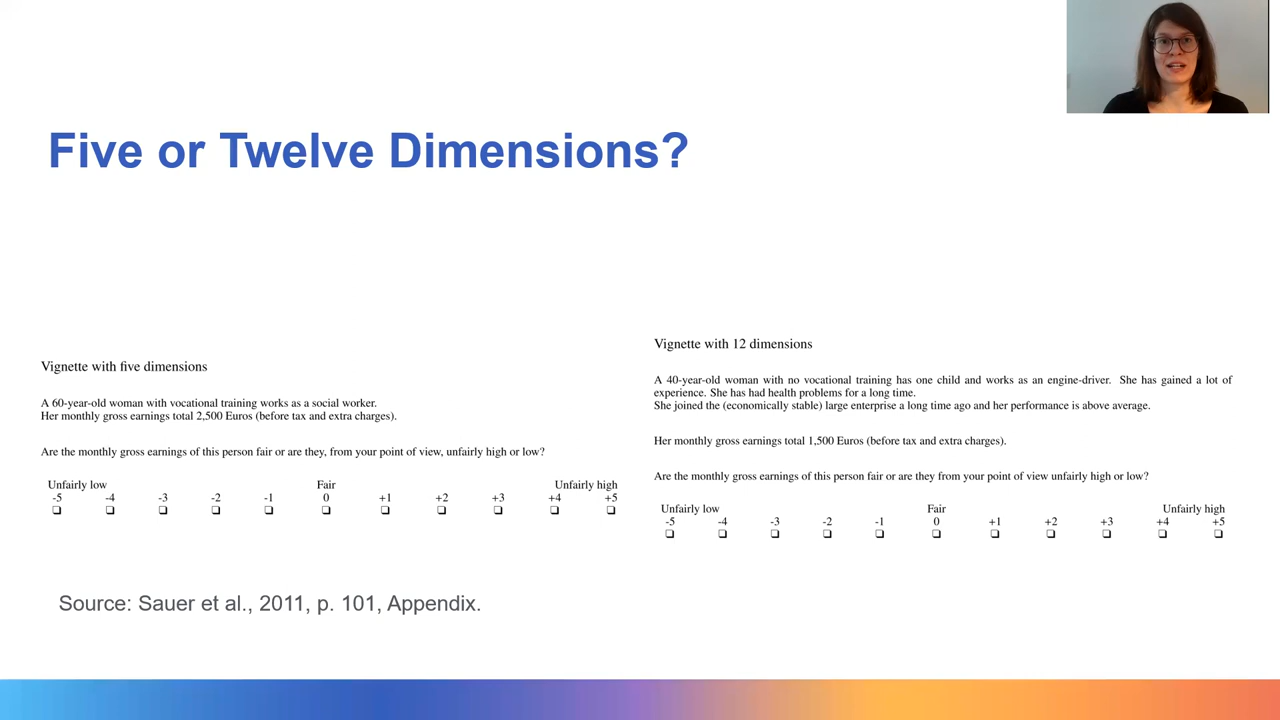 Five or Twelve Dimensions?
Vignette with five dimensions
A 60-year-old woman with vocational training works as a social worker.
Her monthly gross earnings total 2,500 Euros (before tax and extra charges).
Are the monthly gross earnings of this person fair or are they, from your point of view, unfairly high or low?
Unfairly low Fair Unfairly high
-5 -4 -3 -2 -1 0 +1 +2 +3 +4 +5
Vignette with 12 dimensions
A 40-year-old woman with no vocational training has one child and works as an engine-driver. She has gained a lot of
experience. She has had health problems for a long time.
She joined the (economically stable) large enterprise a long time ago and her performance is above average.
Her monthly gross earnings total 1,500 Euros (before tax and extra charges).
Are the monthly gross earnings of this person fair or are they from your point of view unfairly high or low?
Unfairly low Fair Unfairly high
-5 -4 -3 -2 -1 0 +1 +2 +3 +4 +5
Source: Sauer et al., 2011, p. 101, Appendix.